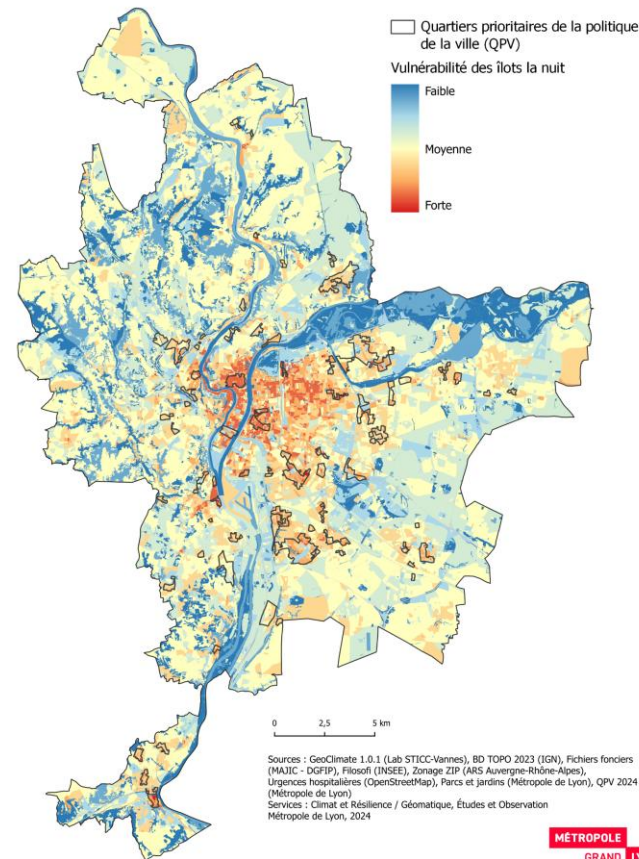 Quartiers prioritaires de la politique
de la ville (QPV)
Vulnérabilité des îlots la nuit
Faible
Moyenne
Forte
0 2,5 5 km
Sources : GeoClimate 1.0.1 (Lab STICC-Vannes), BD TOPO 2023 (IGN), Fichiers fonciers
(MAJIC - DGFIP), Filosofi (INSEE), Zonage ZIP (ARS Auvergne-Rhône-Alpes),
Urgences hospitalières (OpenStreetMap), Parcs et jardins (Métropole de Lyon), QPV 2024
(Métropole de Lyon)
Services : Climat et Résilience / Géomatique, Études et Observation
Métropole de Lyon, 2024
MÉTROPOLE
GRAND